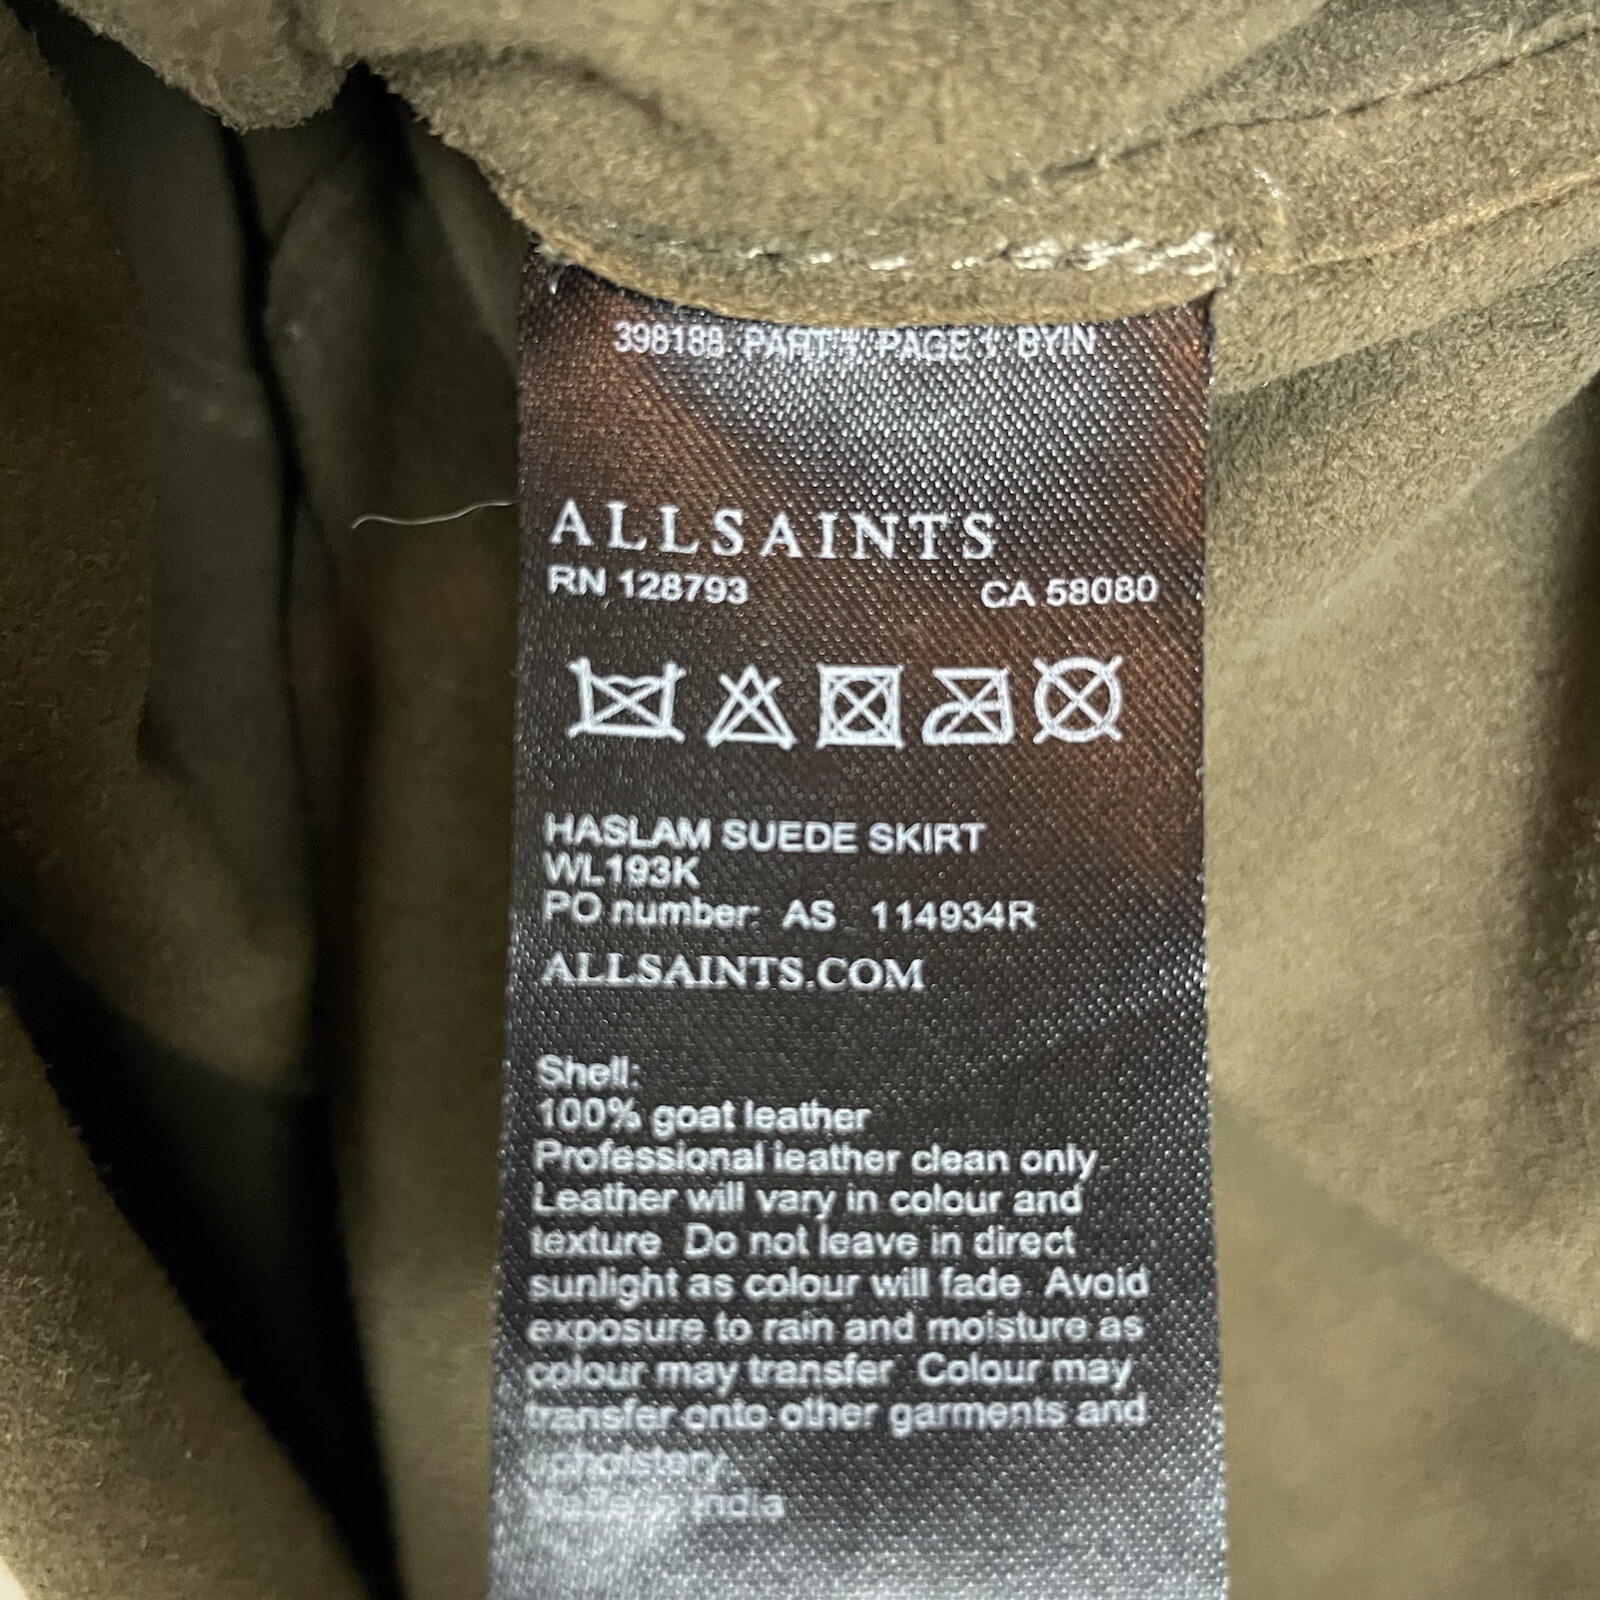 398188 PART 1 PAGE 1 BYIN
ALLSAINTS
RN 128793 CA 58080
HASLAM SUEDE SKIRT
WL193K
PO number: AS 114934R
ALLSAINTS.COM
Shell:
100% goat leather
Professional leather clean only
Leather will vary in colour and
texture Do not leave in direct
sunlight as colour will fade Avoid
exposure to rain and moisture as
colour may transfer Colour may
transfer onto other garments and
upholstery.
Made in India